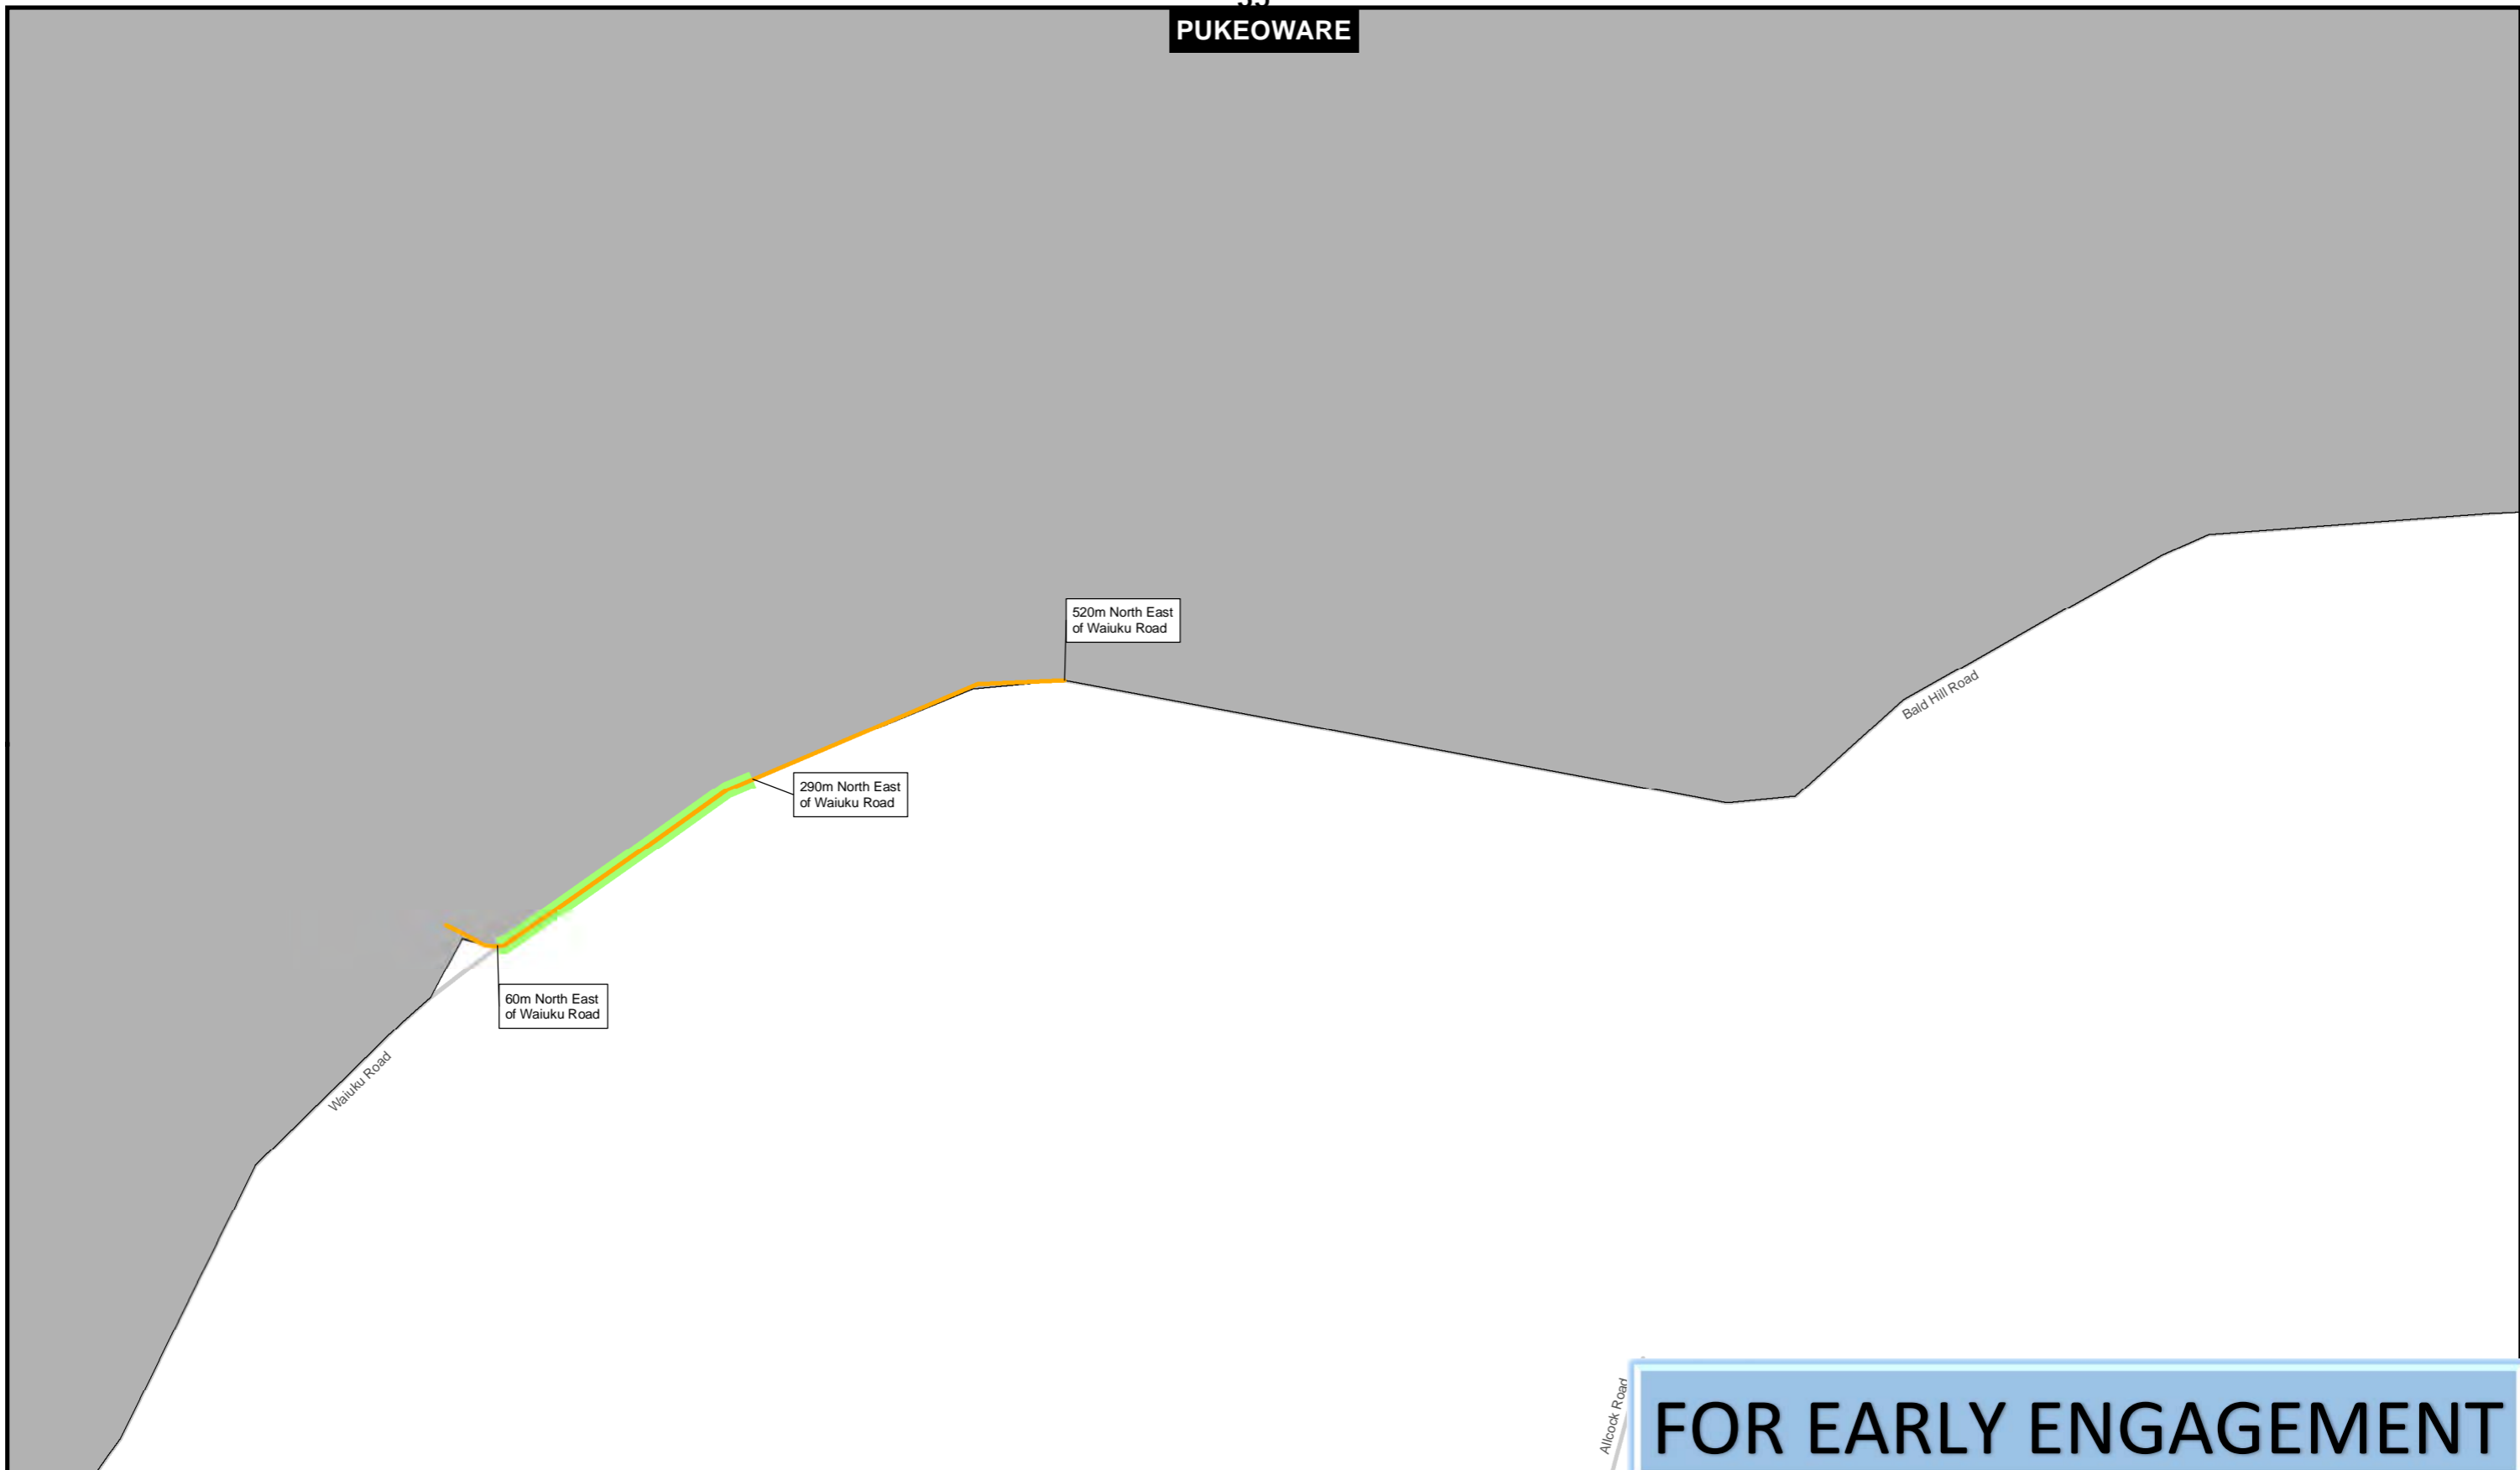 PUKEOWARE
520m North East
of Waiuku Road
Bald Hill Road
290m North East
of Waiuku Road
60m North East
of Waiuku Road
Waiuku Road
Allcock Road
FOR EARLY ENGAGEMENT